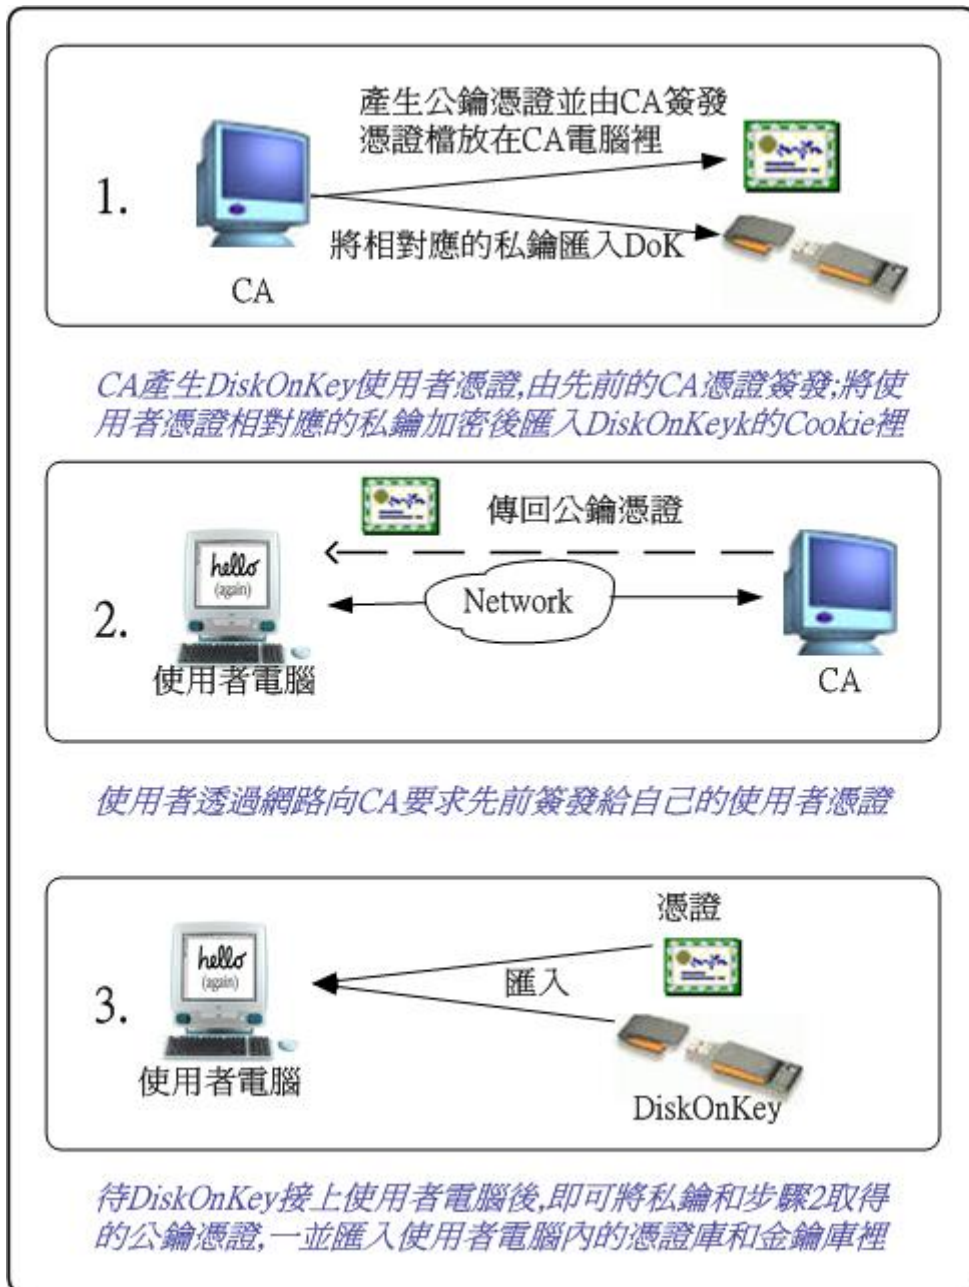 產生公鑰憑證並由CA簽發
憑證檔放在CA電腦裡
1.
將相對應的私鑰匯入DoK
CA
CA產生DiskOnKey使用者憑證,由先前的CA憑證簽發;將使
用者憑證相對應的私鑰加密後匯入DiskOnKeyk的Cookie裡
傳回公鑰憑證
hello
(again)
Network
2.
使用者電腦
CA
使用者透過網路向CA要求先前簽發給自己的使用者憑證
憑證
hello
(again)
匯入
3.
使用者電腦
DiskOnKey
待DiskOnKey接上使用者電腦後,即可將私鑰和步驟2取得
的公鑰憑證,一並匯入使用者電腦內的憑證庫和金鑰庫裡